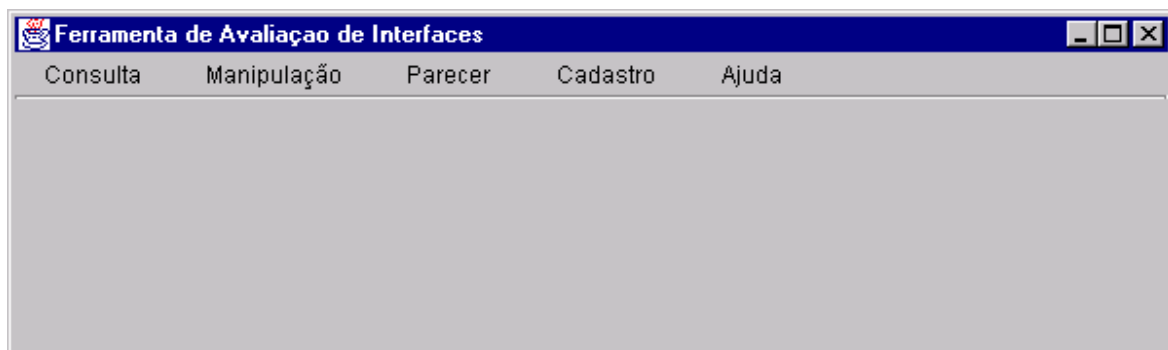 Ferramenta de Avaliaçao de Interfaces
Consulta Manipulação Parecer Cadastro Ajuda